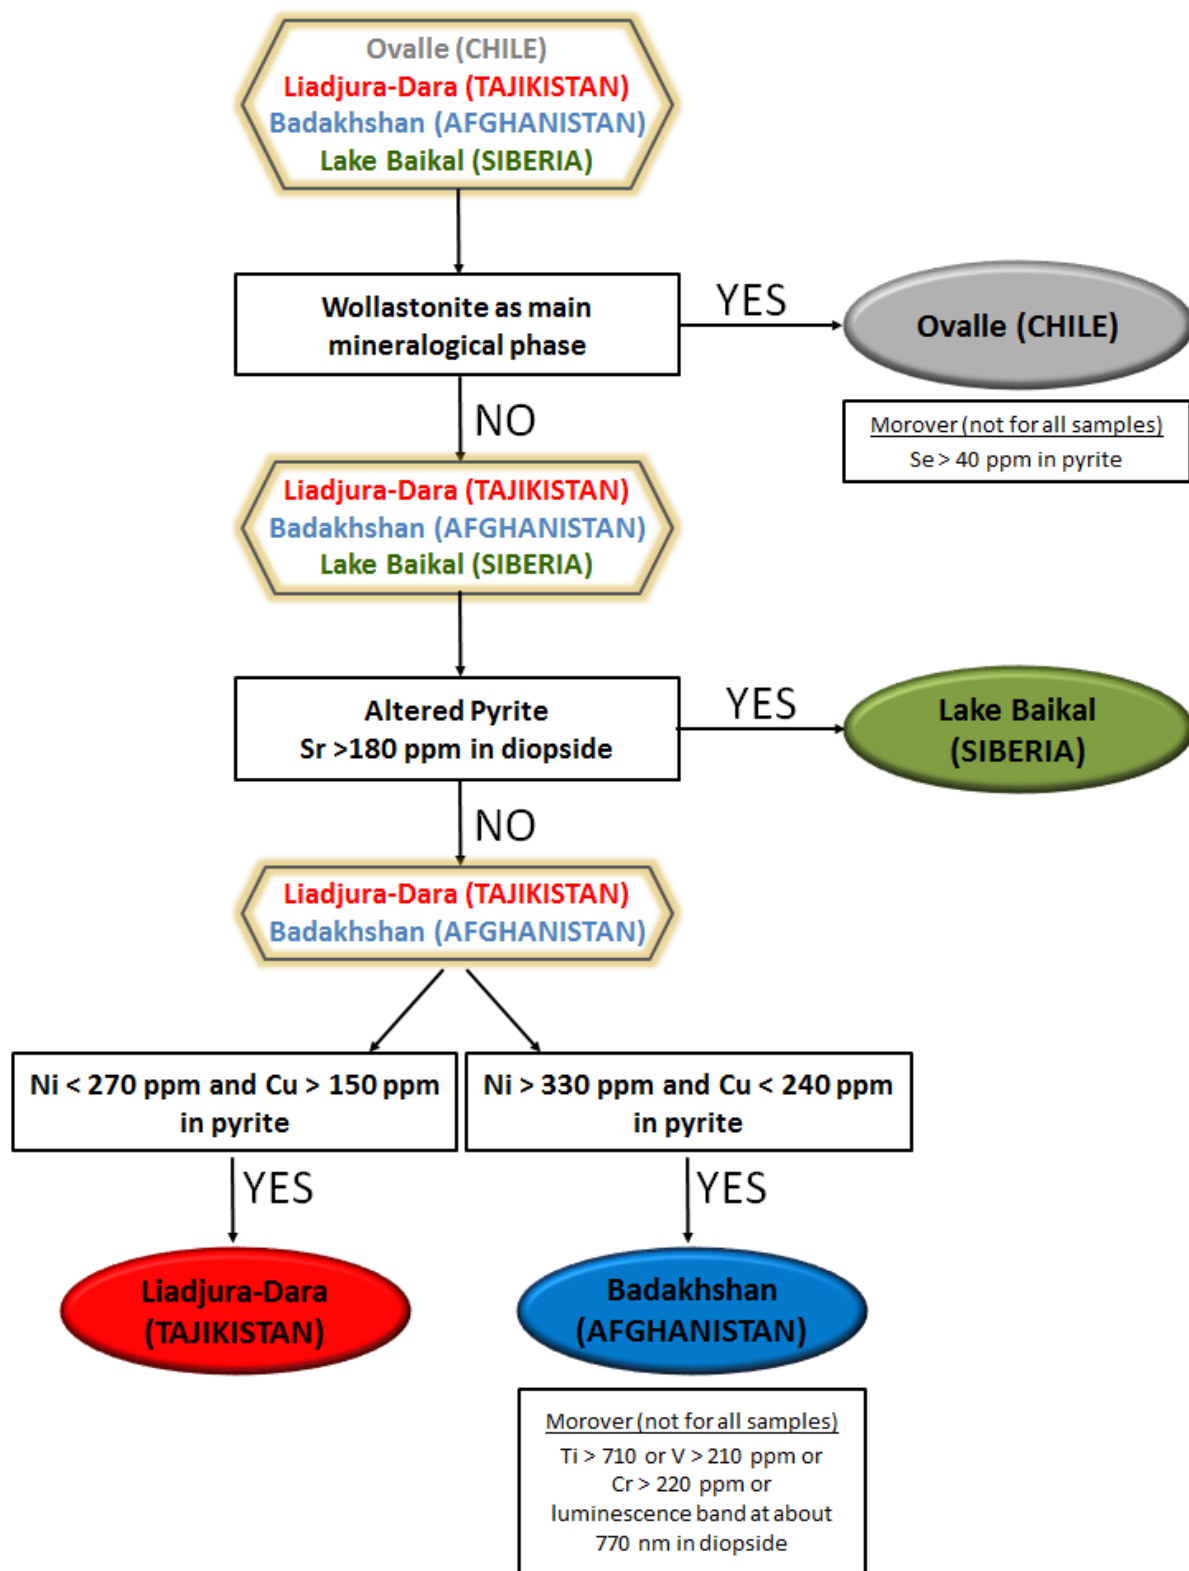 Ovalle (CHILE)
Liadjura-Dara (TAJIKISTAN)
Badakhshan (AFGHANISTAN)
Lake Baikal (SIBERIA)
Wollastonite as main
mineralogical phase
YES
Ovalle (CHILE)
Morover (not for all samples)
Se > 40 ppm in pyrite
NO
Liadjura-Dara (TAJIKISTAN)
Badakhshan (AFGHANISTAN)
Lake Baikal (SIBERIA)
Altered Pyrite
Sr >180 ppm in diopside
YES
Lake Baikal
(SIBERIA)
NO
Liadjura-Dara (TAJIKISTAN)
Badakhshan (AFGHANISTAN)
Ni < 270 ppm and Cu > 150 ppm
in pyrite
Ni > 330 ppm and Cu < 240 ppm
in pyrite
YES
YES
Liadjura-Dara
(TAJIKISTAN)
Badakhshan
(AFGHANISTAN)
Morover (not for all samples)
Ti > 710 or V > 210 ppm or
Cr > 220 ppm or
luminescence band at about
770 nm in diopside